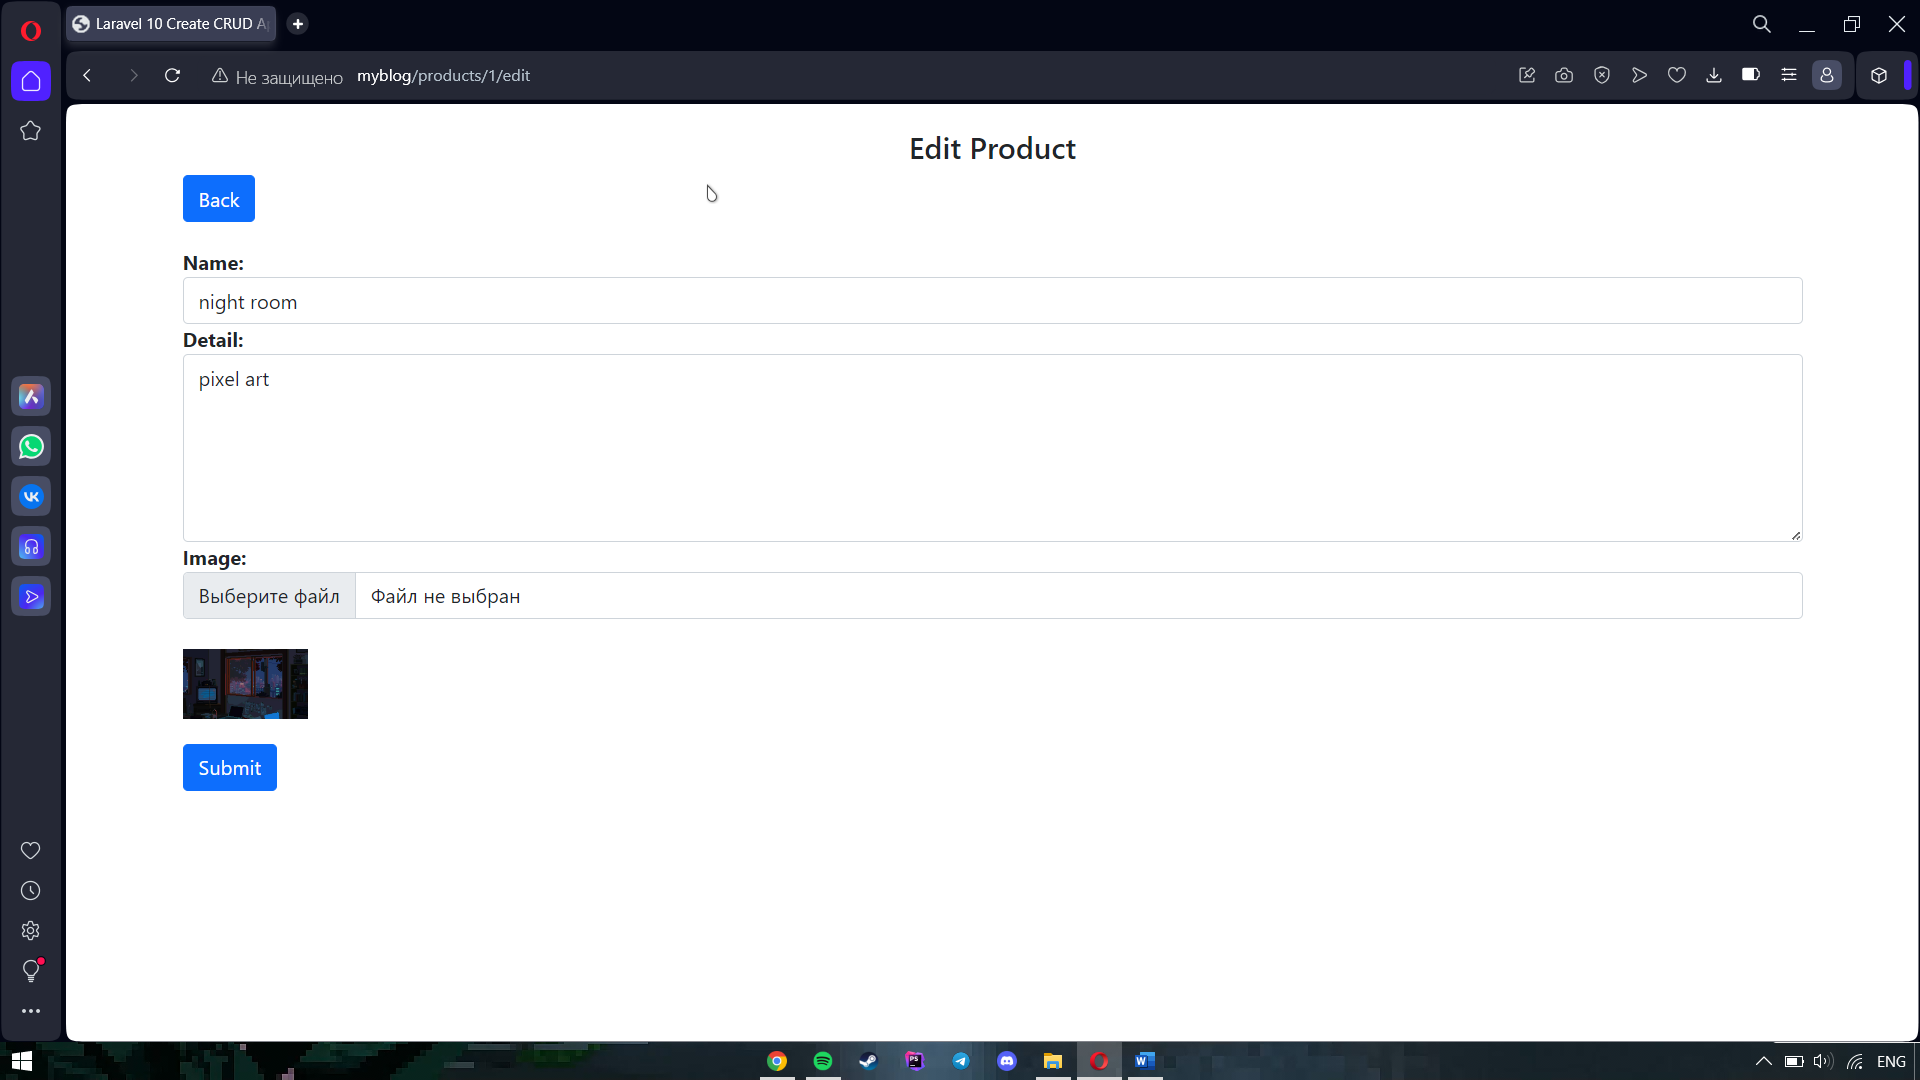 Laravel 10 Create CRUD A
Не защищено myblog/products/1/edit
Edit Product
Back
Name:
night room
Detail:
pixel art
Image:
Выберите файл Файл не выбран
Submit
ENG